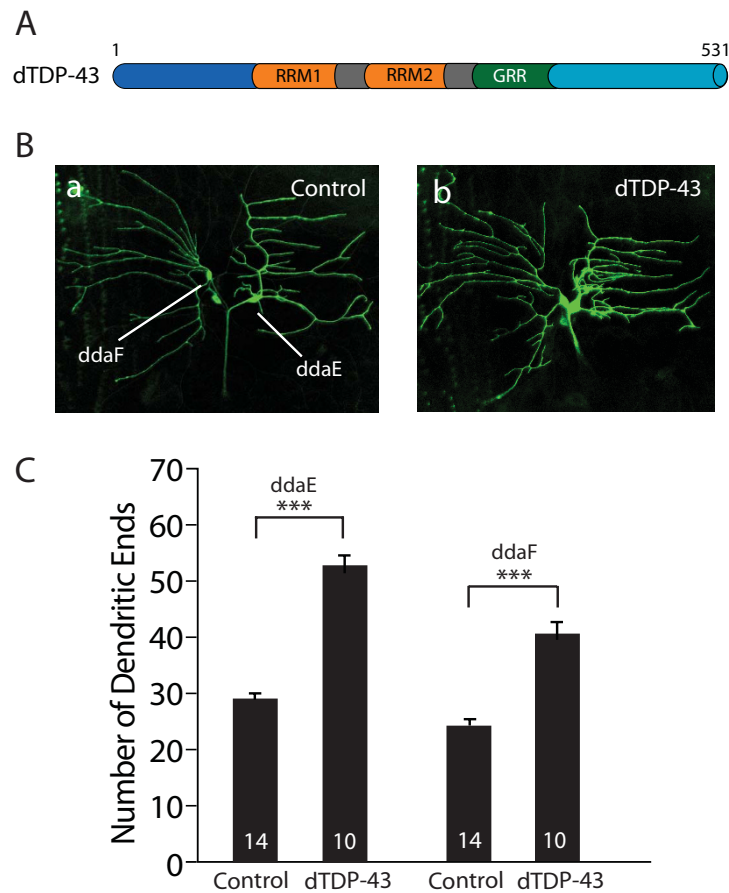 A
1 531
dTDP-43 RRM1 RRM2 GRR
B
a Control b dTDP-43
ddaF
ddaE
C
Number of Dendritic Ends
70
60
50
40
30
20
10
0
ddaE
***
ddaF
***
14 10 14 10
Control dTDP-43 Control dTDP-43